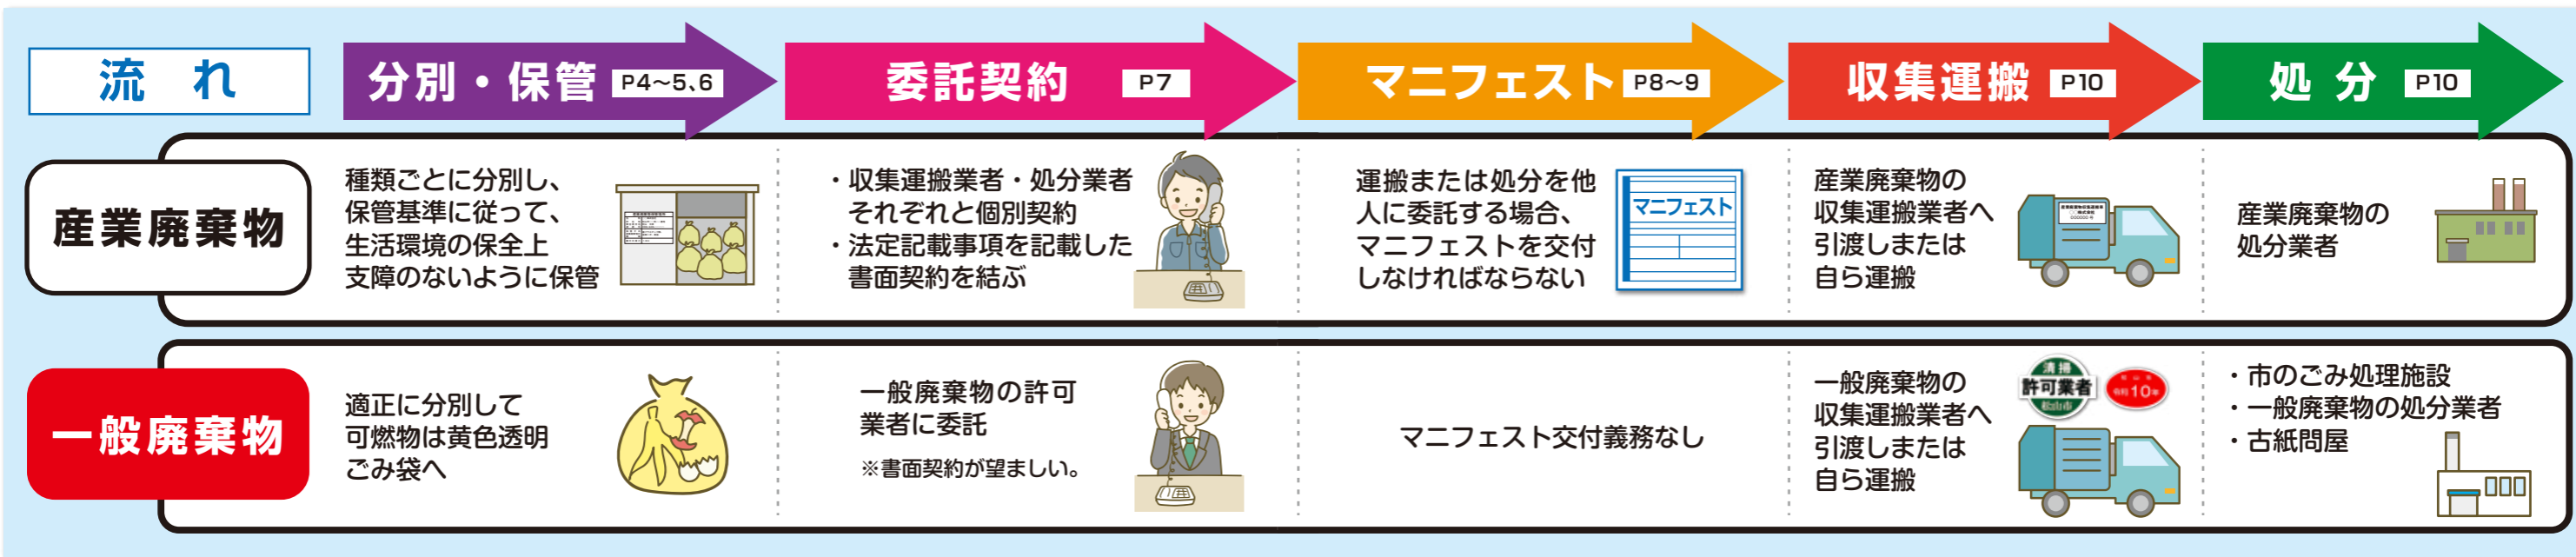 流れ
分別・保管 P4~5、6
委託契約 P7
マニフェスト P8~9
収集運搬 P10
処分 P10
産業廃棄物
種類ごとに分別し、
保管基準に従って、
生活環境の保全上
支障のないように保管
・収集運搬業者・処分業者
それぞれと個別契約
・法定記載事項を記載した
書面契約を結ぶ
運搬または処分を他
人に委託する場合、
マニフェストを交付
しなければならない
マニフェスト
産業廃棄物の
収集運搬業者へ
引渡しまたは
自ら運搬
産業廃棄物の
処分業者
一般廃棄物
適正に分別して
可燃物は黄色透明
ごみ袋へ
一般廃棄物の許可
業者に委託
※書面契約が望ましい。
マニフェスト交付義務なし
一般廃棄物の
収集運搬業者へ
引渡しまたは
自ら運搬
清掃
許可業者
松山市
令和10年
・市のごみ処理施設
・一般廃棄物の処分業者
・古紙問屋